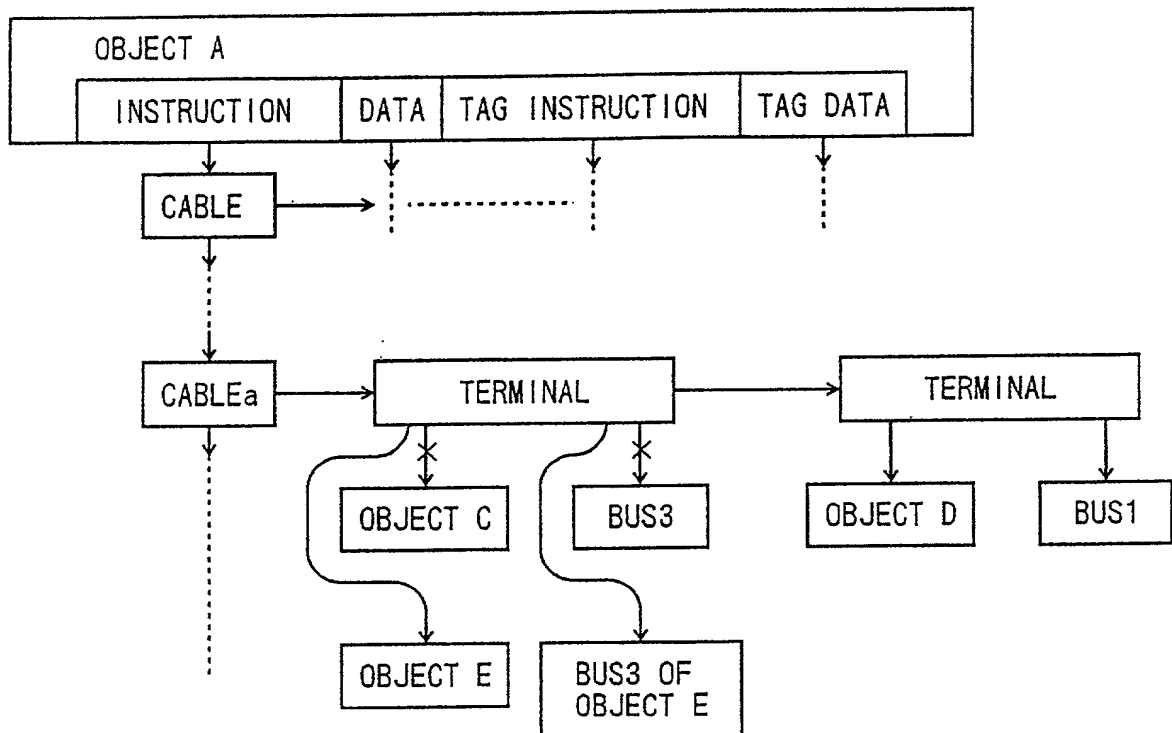 OBJECT A
INSTRUCTION DATA TAG INSTRUCTION TAG DATA
CABLE
CABLEa TERMINAL TERMINAL
OBJECT C BUS3 OBJECT D BUS1
OBJECT E BUS3 OF
OBJECT E